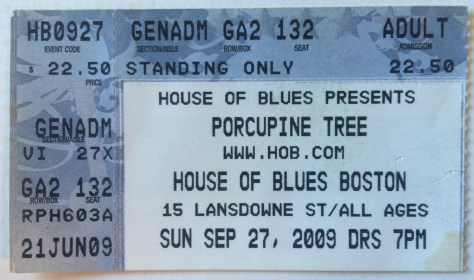 HB0927 GENADM GA2 132 ADULT
EVENT CODE SECTION/AISLE ROW/BOX SEAT ADMISSION
22.50 STANDING ONLY 22.50
PRICE
HOUSE OF BLUES PRESENTS
GENADM PORCUPINE TREE
SECTION/AISLE
VI 27X WWW.HOB.COM
GA2 132 HOUSE OF BLUES BOSTON
ROW/BOX SEAT
RPH603A 15 LANSDOWNE ST/ALL AGES
21JUN09 SUN SEP 27, 2009 DRS 7PM